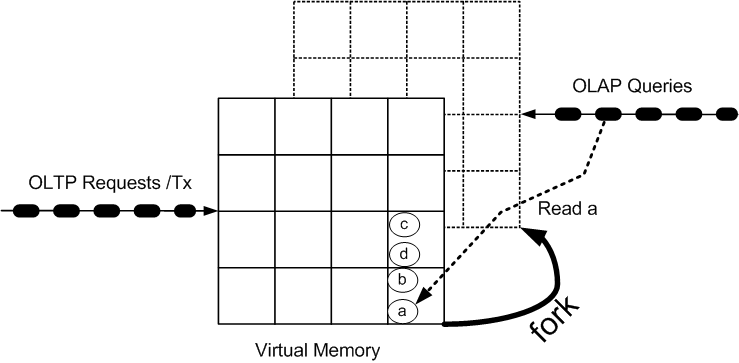 OLAP Queries
OLTP Requests /Tx
Read a
c
d
b
a
fork
Virtual Memory